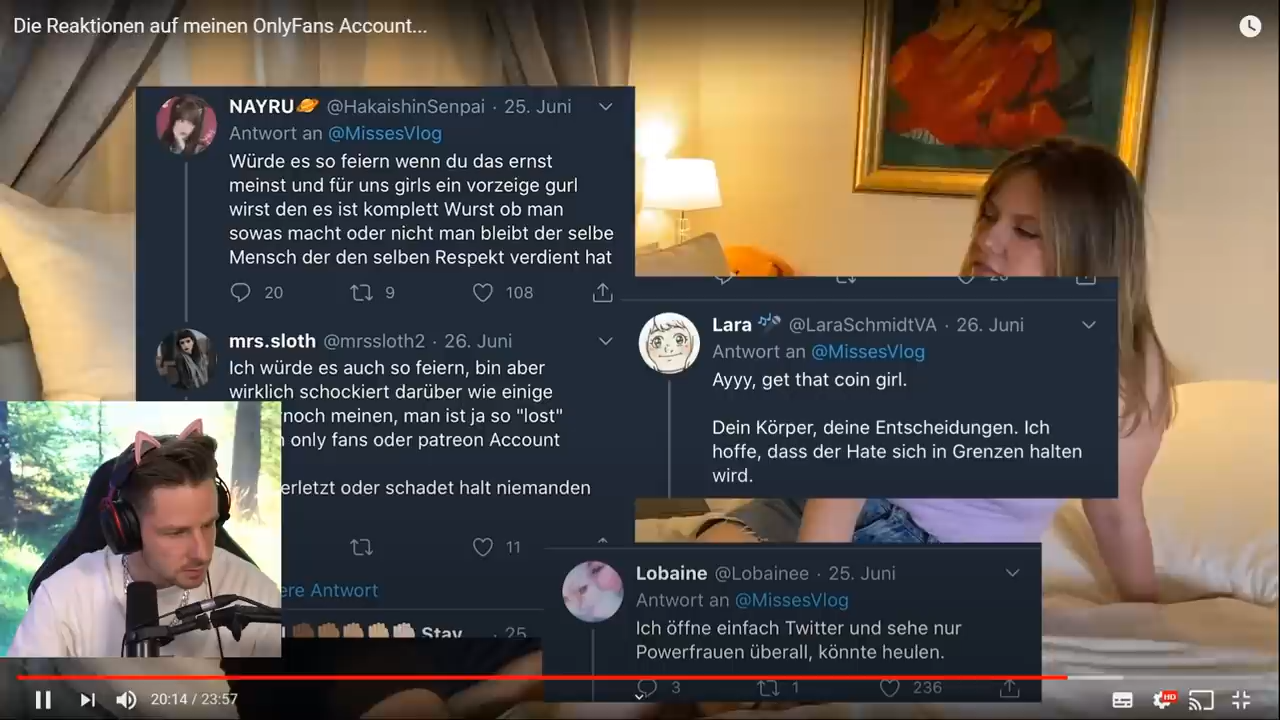 Die Reaktionen auf meinen OnlyFans Account...
NAYRU🪐 @HakaishinSenpai · 25. Juni
Antwort an @MissesVlog
Würde es so feiern wenn du das ernst
meinst und für uns girls ein vorzeige gurl
wirst den es ist komplett Wurst ob man
sowas macht oder nicht man bleibt der selbe
Mensch der den selben Respekt verdient hat
20 9 108
mrs.sloth @mrssloth2 · 26. Juni
Ich würde es auch so feiern, bin aber
wirklich schockiert darüber wie einige
noch meinen, man ist ja so "lost"
only fans oder patreon Account
erletzt oder schadet halt niemanden
11
ere Antwort
Stay 25
Lara @LaraSchmidtVA · 26. Juni
Antwort an @MissesVlog
Ayyy, get that coin girl.
Dein Körper, deine Entscheidungen. Ich
hoffe, dass der Hate sich in Grenzen halten
wird.
Lobaine @Lobainee · 25. Juni
Antwort an @MissesVlog
Ich öffne einfach Twitter und sehe nur
Powerfrauen überall, könnte heulen.
3 1 236
20:14 / 23:57
HD